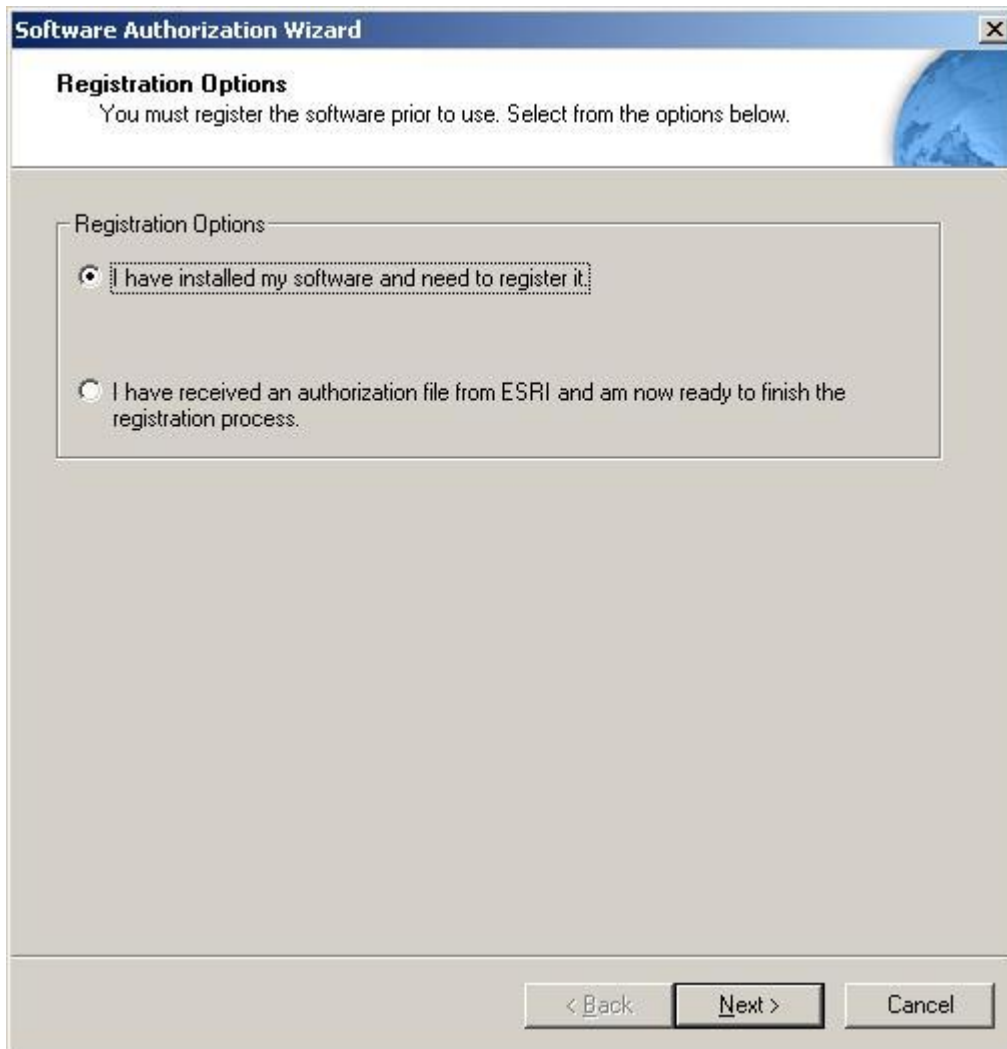 Software Authorization Wizard
Registration Options
You must register the software prior to use. Select from the options below.
Registration Options
I have installed my software and need to register it.
I have received an authorization file from ESRI and am now ready to finish the
registration process.
< Back
Next >
Cancel